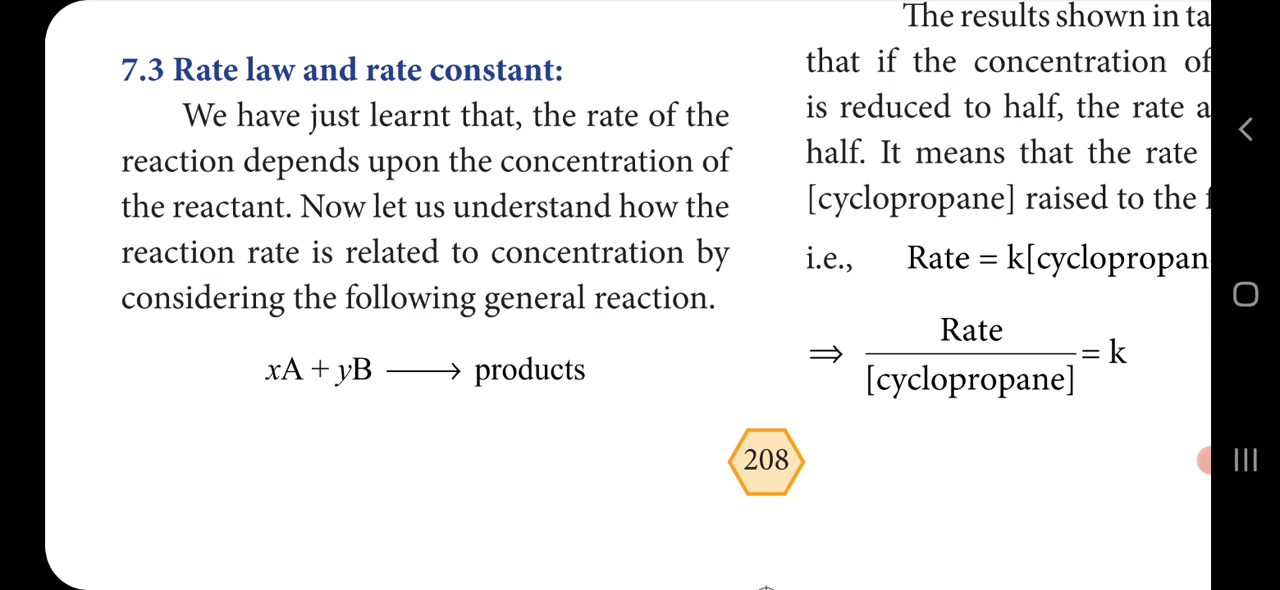 7.3 Rate law and rate constant:
We have just learnt that, the rate of the
reaction depends upon the concentration of
the reactant. Now let us understand how the
reaction rate is related to concentration by
considering the following general reaction.
xA + yB ⟶ products
The results shown in ta
that if the concentration of
is reduced to half, the rate a
half. It means that the rate
[cyclopropane] raised to the
i.e., Rate = k[cyclopropan
⇒ Rate
[cyclopropane] = k
208